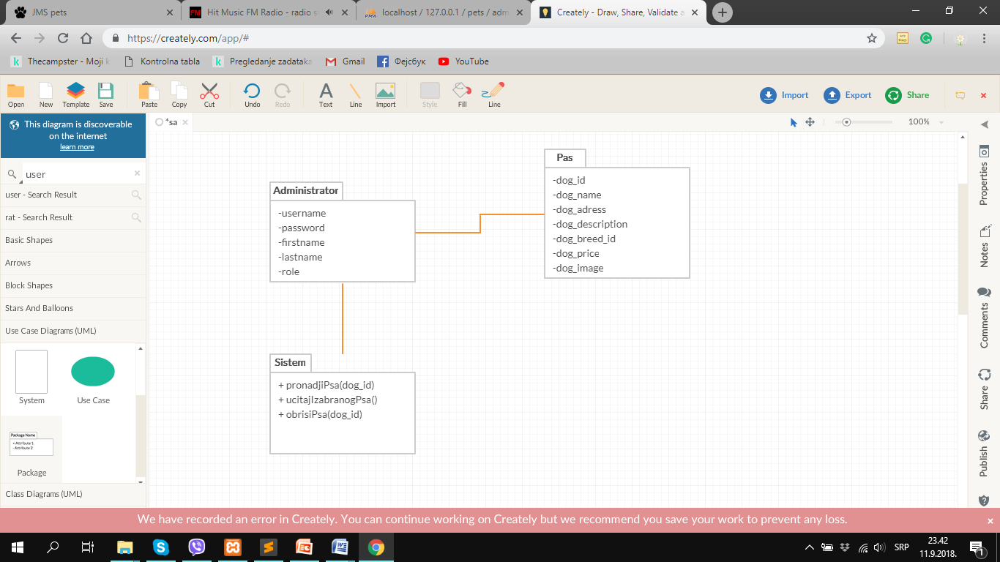 JMS pets
Hit Music FM Radio - radio s
localhost / 127.0.0.1 / pets / adm
Creately - Draw, Share, Validate a
https://creately.com/app/#
Thecampster - Moji k
Kontrolna tabla
Pregledanje zadataka
Gmail
Фејсбук
YouTube
Open
New
Template
Save
Paste
Copy
Cut
Undo
Redo
Text
Line
Import
Style
Fill
Line
Import
Export
Share
This diagram is discoverable
on the internet
learn more
*sa
100%
user
user - Search Result
rat - Search Result
Basic Shapes
Arrows
Block Shapes
Stars And Balloons
Use Case Diagrams (UML)
System
Use Case
Package Name
+ Attribute 1
- Attribute 2
Package
Class Diagrams (UML)
Administrator
-username
-password
-firstname
-lastname
-role
Pas
-dog_id
-dog_name
-dog_adress
-dog_description
-dog_breed_id
-dog_price
-dog_image
Sistem
+ pronadjiPsa(dog_id)
+ ucitajIzabranogPsa()
+ obrisiPsa(dog_id)
Properties
Notes
Comments
Share
Publish
We have recorded an error in Creately. You can continue working on Creately but we recommend you save your work to prevent any loss.
SRP
23.42
11.9.2018.
1